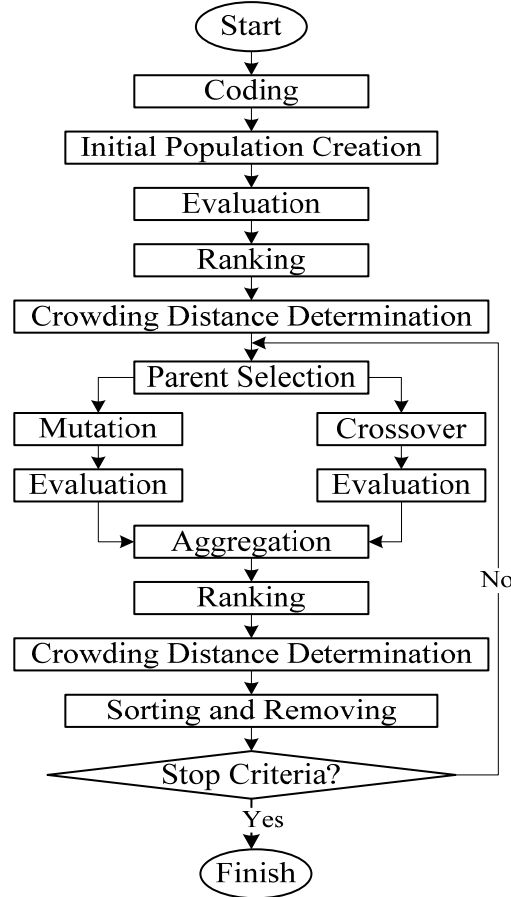 Start
Coding
Initial Population Creation
Evaluation
Ranking
Crowding Distance Determination
Parent Selection
Mutation
Crossover
Evaluation
Evaluation
Aggregation
No
Ranking
Crowding Distance Determination
Sorting and Removing
Stop Criteria?
Yes
Finish